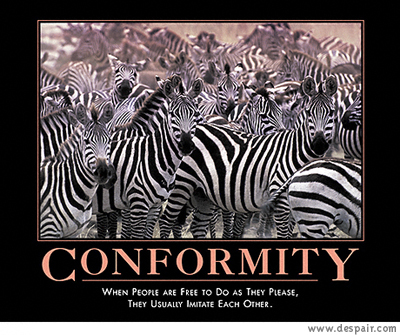 CONFORMITY
WHEN PEOPLE ARE FREE TO DO AS THEY PLEASE,
THEY USUALLY IMITATE EACH OTHER.
www.despair.com